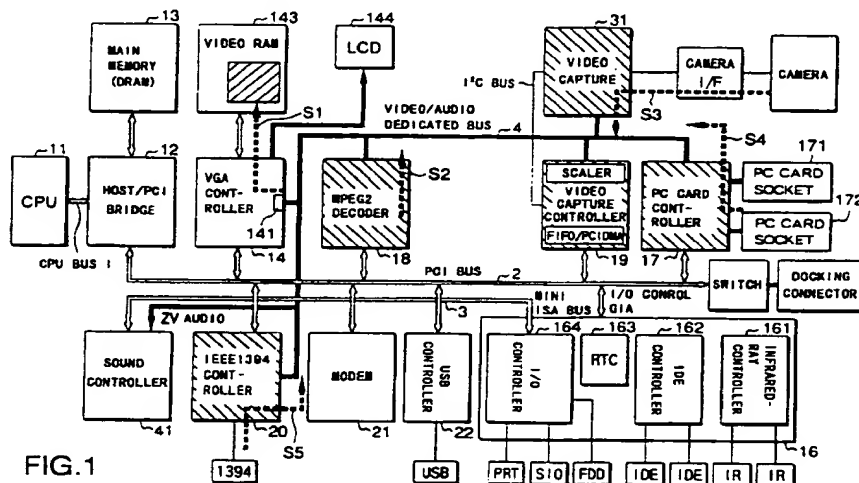 13
143
144
31
MAIN
MEMORY
(DRAM)
VIDEO RAM
LCD
VIDEO
CAPTURE
CAMERA
I/F
CAMERA
I²C BUS
S3
S1
VIDEO/AUDIO
DEDICATED BUS
4
S4
11
12
171
CPU
HOST/PCI
BRIDGE
VGA CON-
TROLLER
141
MPEG2
DECODER
S2
SCALER
VIDEO
CAPTURE
CONTROLLER
FIFO/PCIDMA
PC CARD
CONT-
ROLLER
PC CARD
SOCKET
172
PC CARD
SOCKET
CPU BUS 1
14
18
19
17
PCI BUS
2
SWITCH
DOCKING
CONNECTOR
MINI
ISA BUS
I/O CONROL
GIA
3
ZV AUDIO
164
163
162
161
SOUND
CONTROLLER
IEEE1394
CONT-
ROLLER
MODEM
USB
CONTROLLER
I/O
CONTROLLER
RTC
IDE
CONTROLLER
INFRARED-
RAY
CONTROLLER
41
20
S5
21
22
16
FIG.1
1394
USB
PRT
SIO
FDD
IDE
IDE
IR
IR